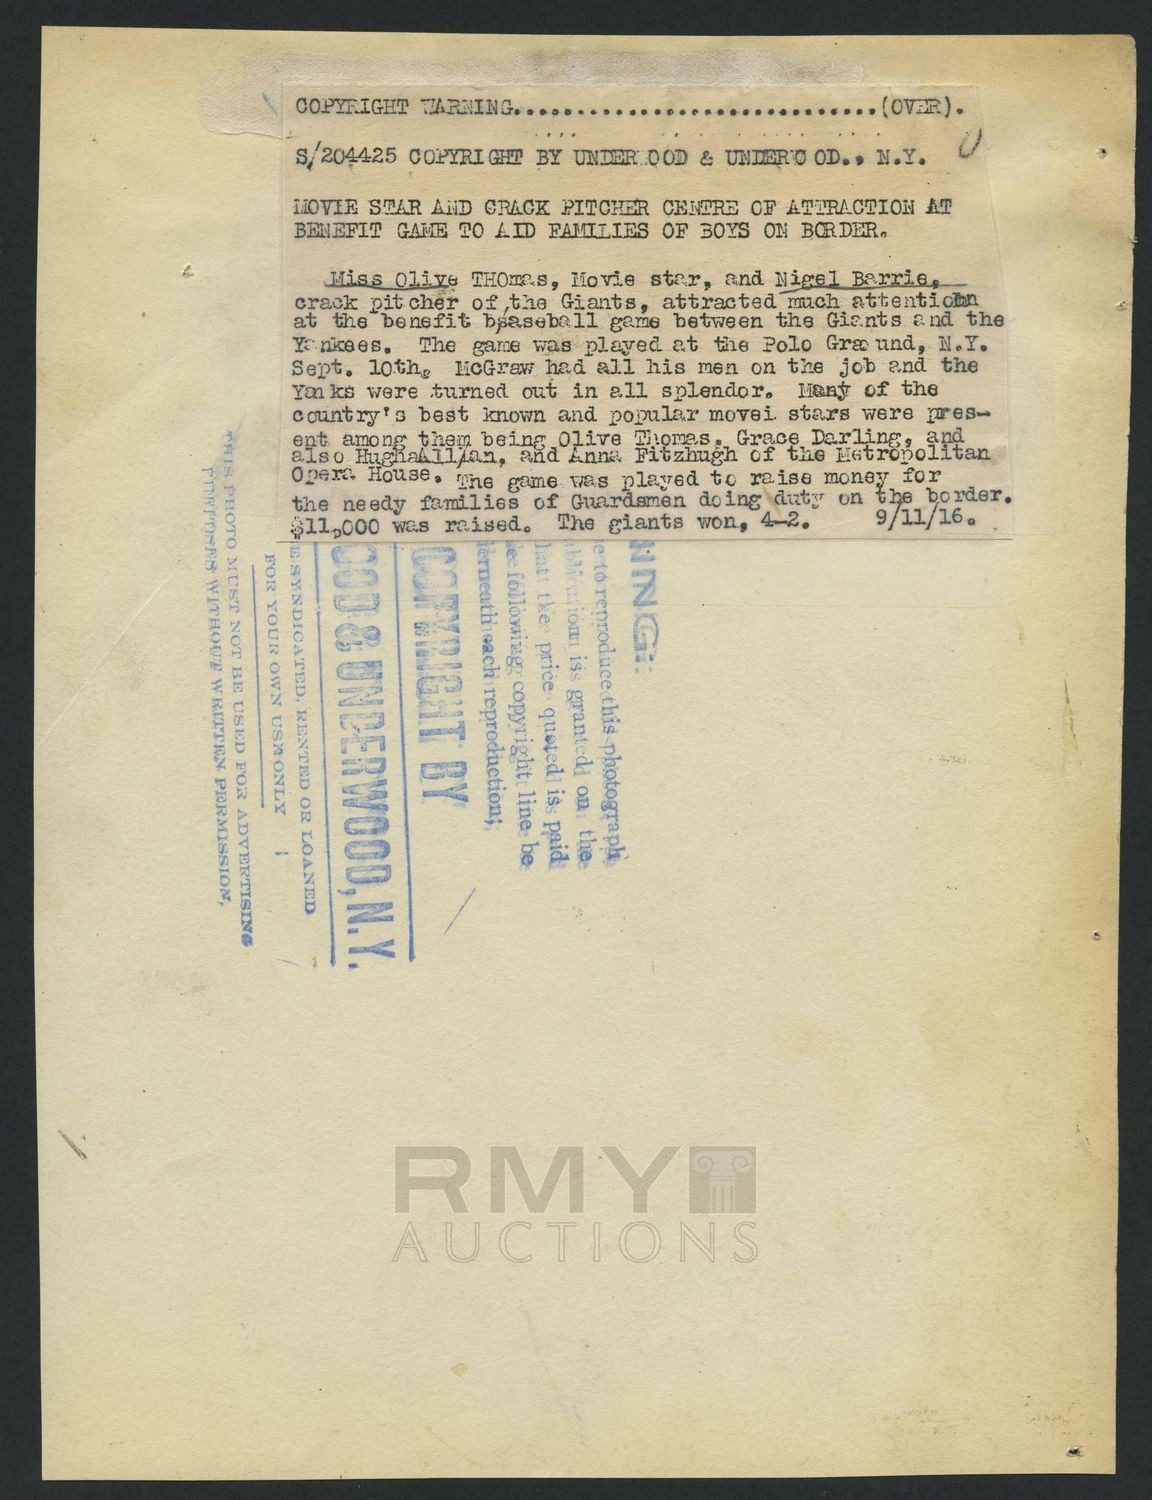 COPYRIGHT WARNING..............................(OVER).
S/204425 COPYRIGHT BY UNDERWOOD & UNDERWOOD., N.Y.
MOVIE STAR AND CRACK PITCHER CENTRE OF ATTRACTION AT
BENEFIT GAME TO AID FAMILIES OF BOYS ON BORDER.
Miss Olive THOmas, Movie star, and Nigel Barrie,
crack pitcher of,the Giants, attracted much attention
at the benefit baseball game between the Giants and the
Yankees. The game was played at the Polo Ground, N.Y.
Sept. 10th. McGraw had all his men on the job and the
Yanks were turned out in all splendor. Many of the
country's best known and popular movei stars were pres-
ent among them being Olive Thomas, Grace Darling, and
also Hugh Allan, and Anna Fitzhugh of the Metropolitan
Opera House. The game was played to raise money for
the needy families of Guardsmen doing duty on the border.
$11,000 was raised. The giants won, 4-2. 9/11/16.
NING:
e to reproduce this photograph
is granted on the
hat the price quoted is paid
following copyright line be
erneath each reproduction;
COPYRIGHT BY
OOD & UNDERWOOD, N.Y.
E SYNDICATED, RENTED OR LOANED
FOR YOUR OWN USE ONLY
THIS PHOTO MUST NOT BE USED FOR ADVERTISING
PURPOSES WITHOUT WRITTEN PERMISSION.
RMY
AUCTIONS